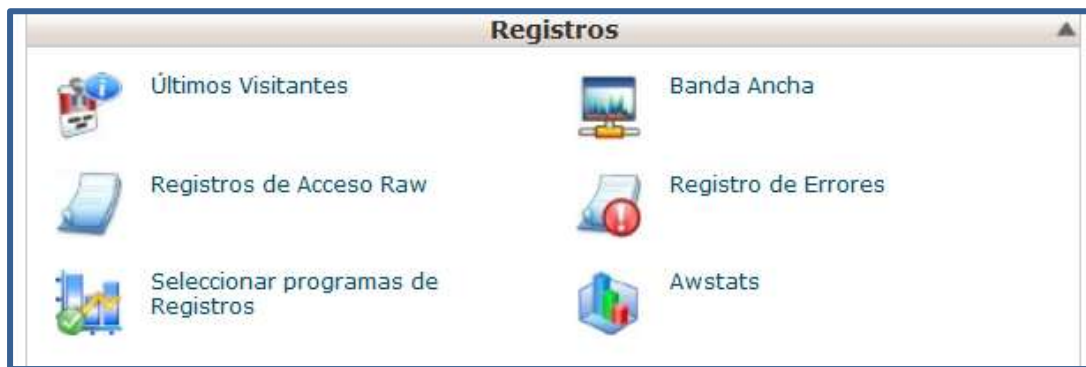 Registros
Últimos Visitantes
Banda Ancha
Registros de Acceso Raw
Registro de Errores
Seleccionar programas de
Registros
Awstats